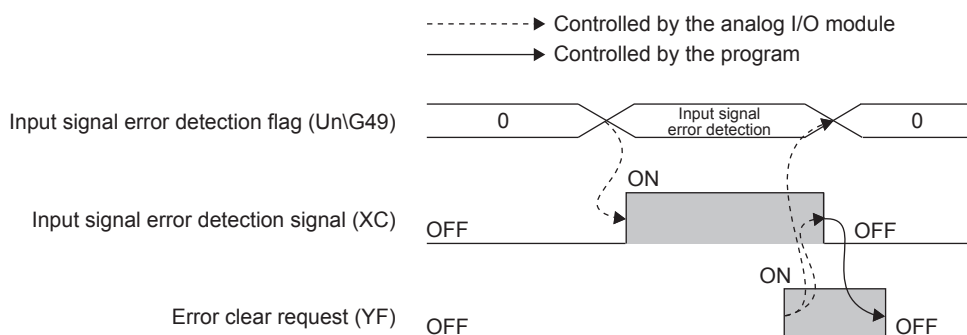 Controlled by the analog I/O module
Controlled by the program
Input signal error detection flag (Un\G49)
0
Input signal
error detection
0
ON
Input signal error detection signal (XC)
OFF
OFF
ON
Error clear request (YF)
OFF
OFF